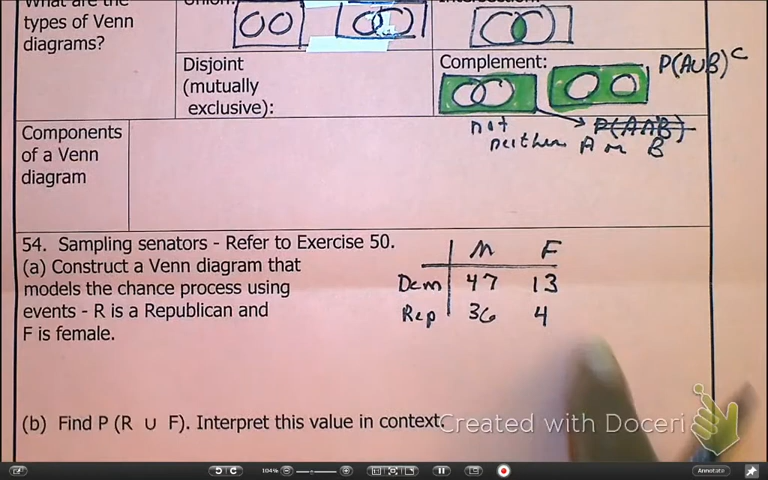 What are the
types of Venn
diagrams?
Union:
Intersection:
Disjoint
(mutually
exclusive):
Complement:
P(A∪B)ᶜ
P(A∩B)
not
neither A or B
Components
of a Venn
diagram
54. Sampling senators - Refer to Exercise 50.
(a) Construct a Venn diagram that
models the chance process using
events - R is a Republican and
F is female.
M F
Dem 47 13
Rep 36 4
(b) Find P (R ∪ F). Interpret this value in context.
Created with Doceri
104%
Annotate